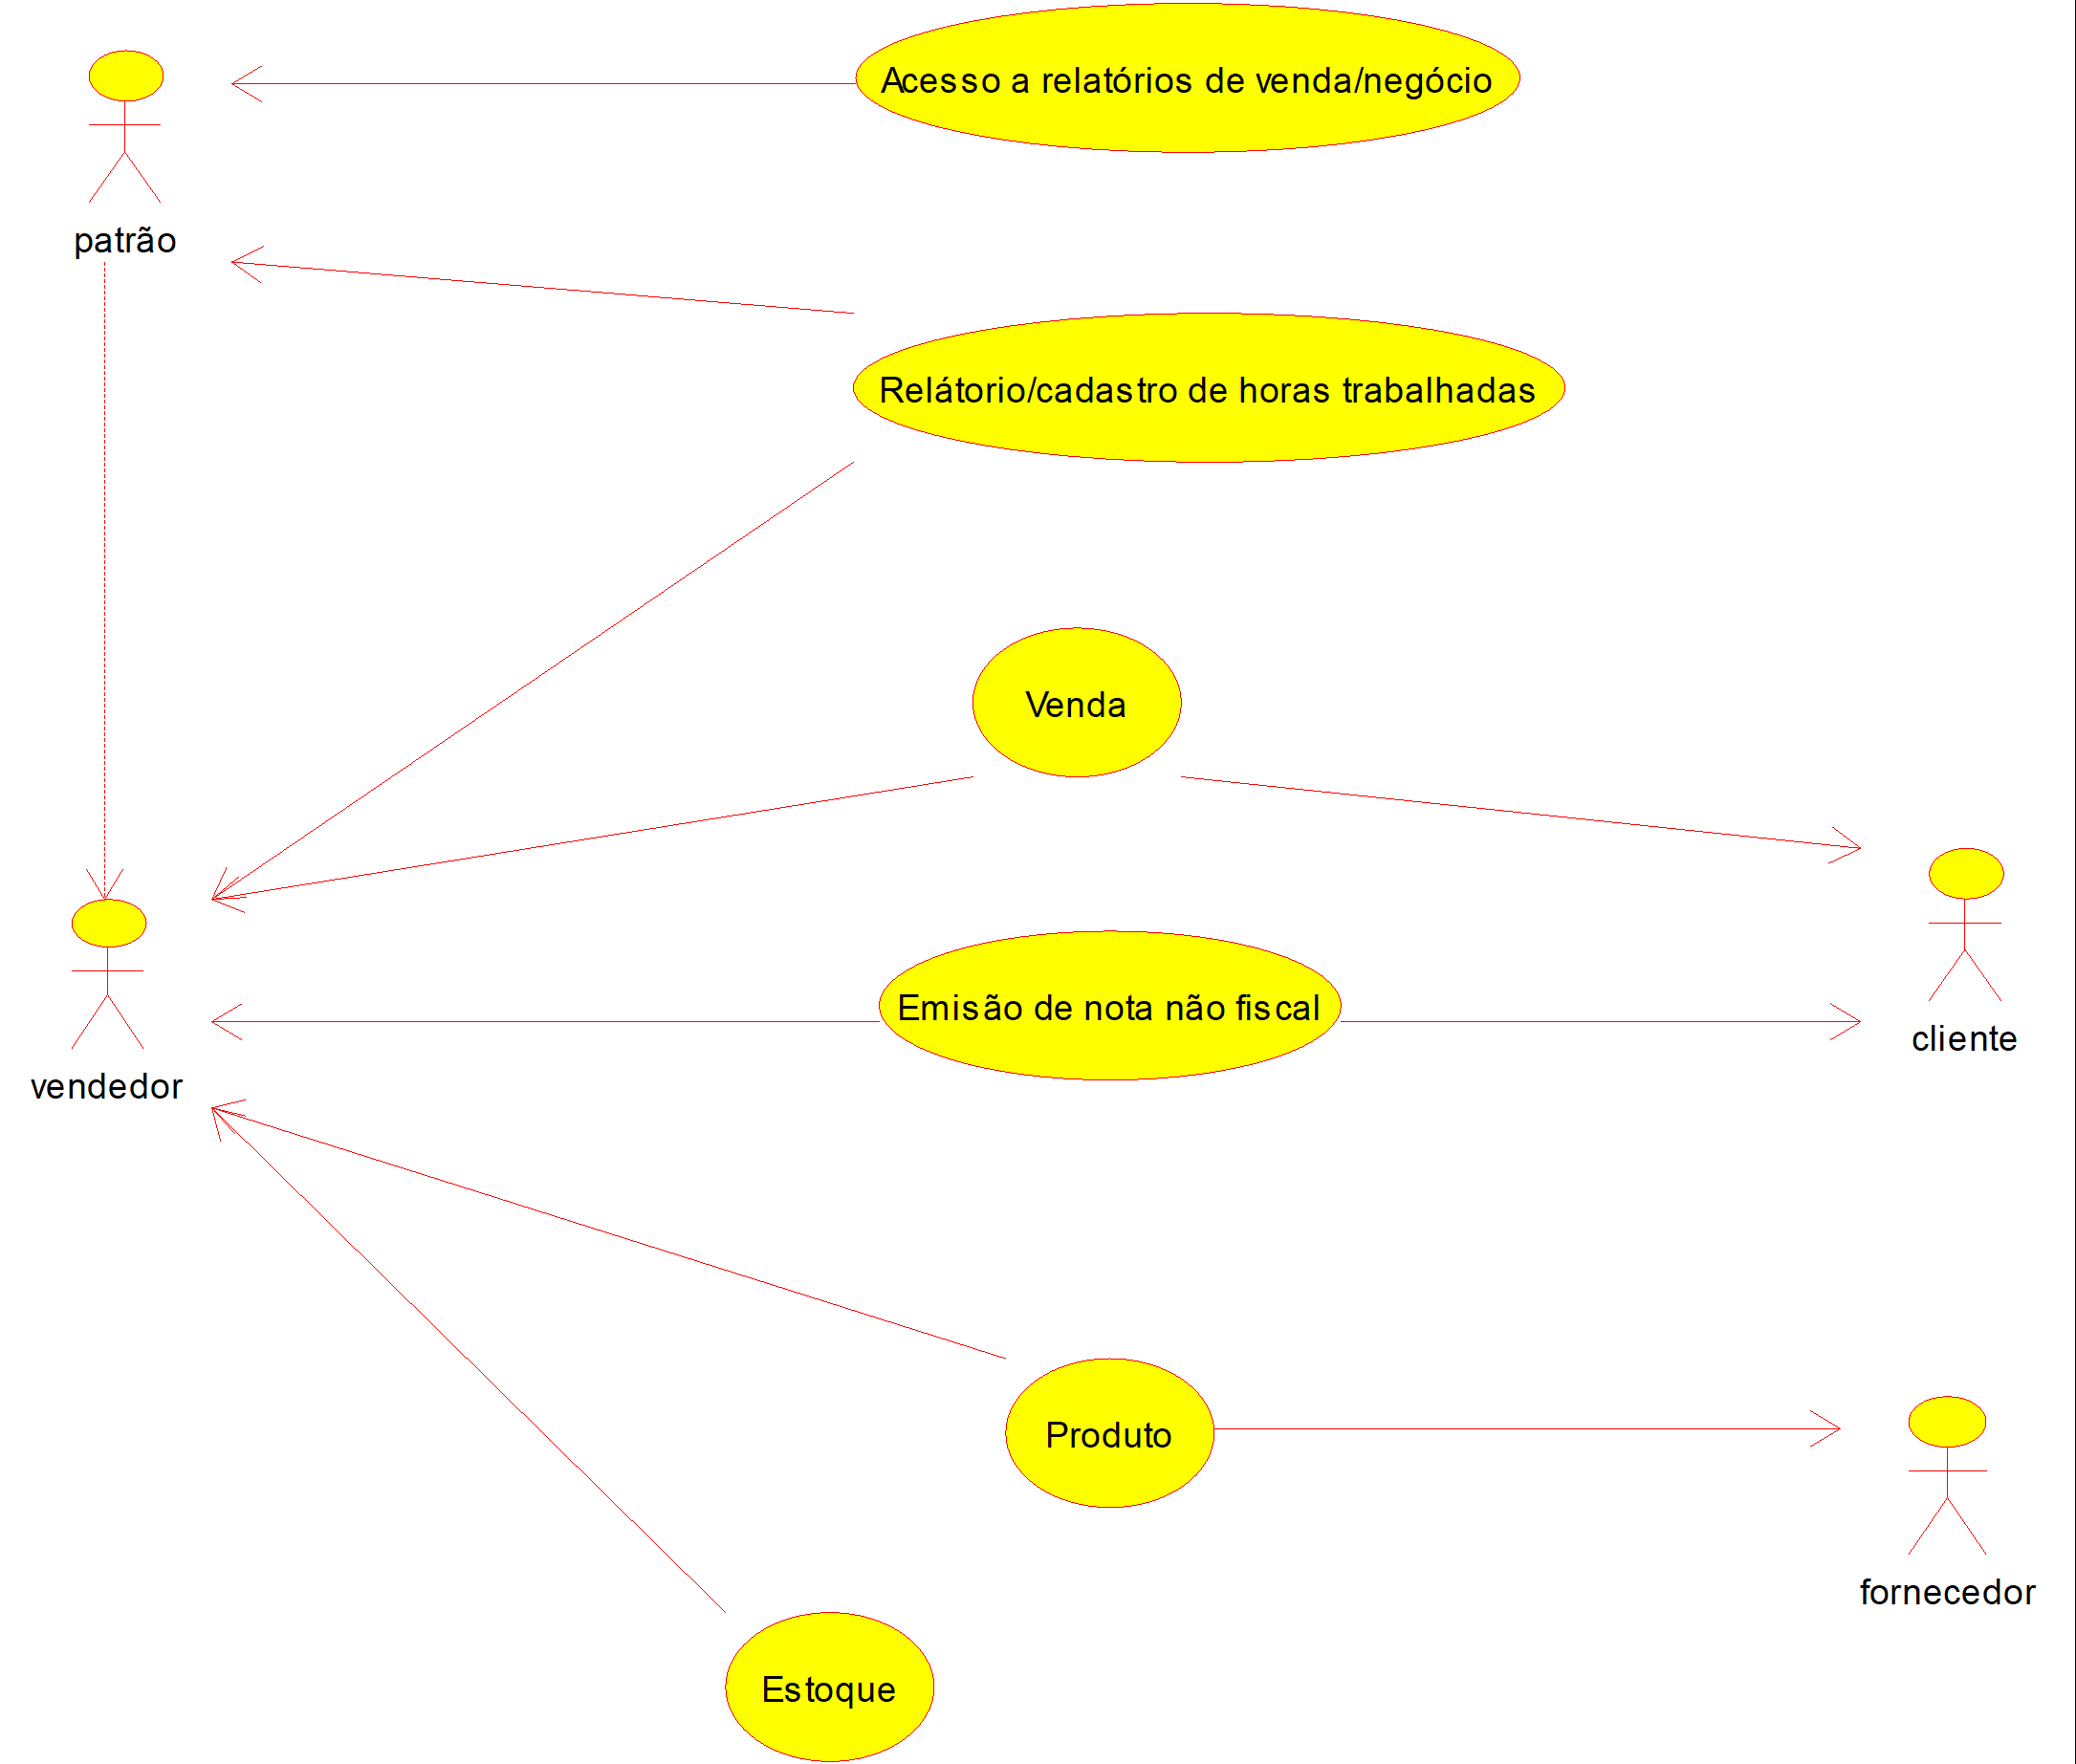 Acesso a relatórios de venda/negócio
patrão
Relátorio/cadastro de horas trabalhadas
Venda
Emisão de nota não fiscal
cliente
vendedor
Produto
fornecedor
Estoque